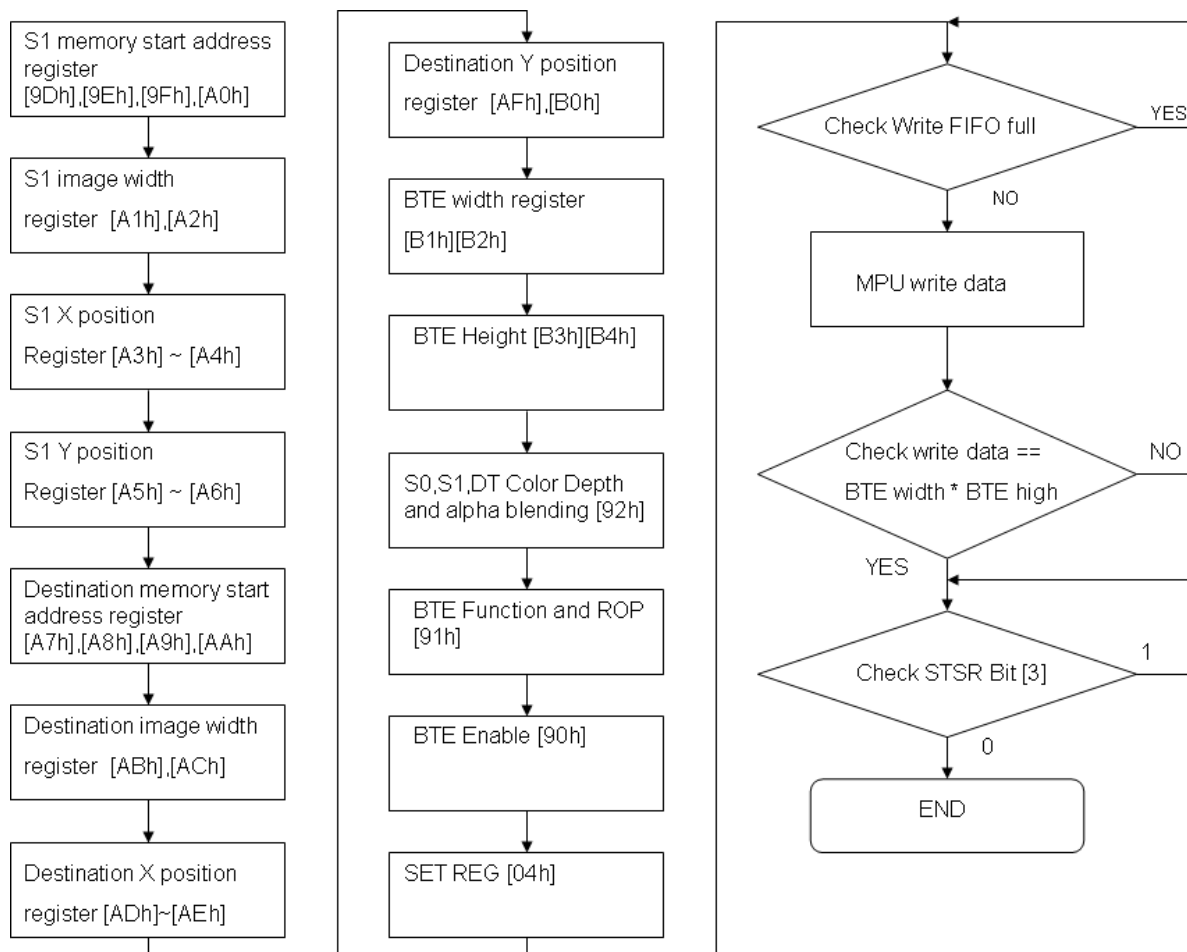 S1 memory start address
register
[9Dh],[9Eh],[9Fh],[A0h]
S1 image width
register  [A1h],[A2h]
S1 X position
Register [A3h] ~ [A4h]
S1 Y position
Register [A5h] ~ [A6h]
Destination memory start
address register
[A7h],[A8h],[A9h],[AAh]
Destination image width
register  [ABh],[ACh]
Destination X position
register [ADh]~[AEh]
Destination Y position
register  [AFh],[B0h]
BTE width register
[B1h][B2h]
BTE Height [B3h][B4h]
S0,S1,DT Color Depth
and alpha blending [92h]
BTE Function and ROP
[91h]
BTE Enable [90h]
SET REG [04h]
Check Write FIFO full
YES
NO
MPU write data
Check write data ==
BTE width * BTE high
NO
YES
Check STSR Bit [3]
1
0
END